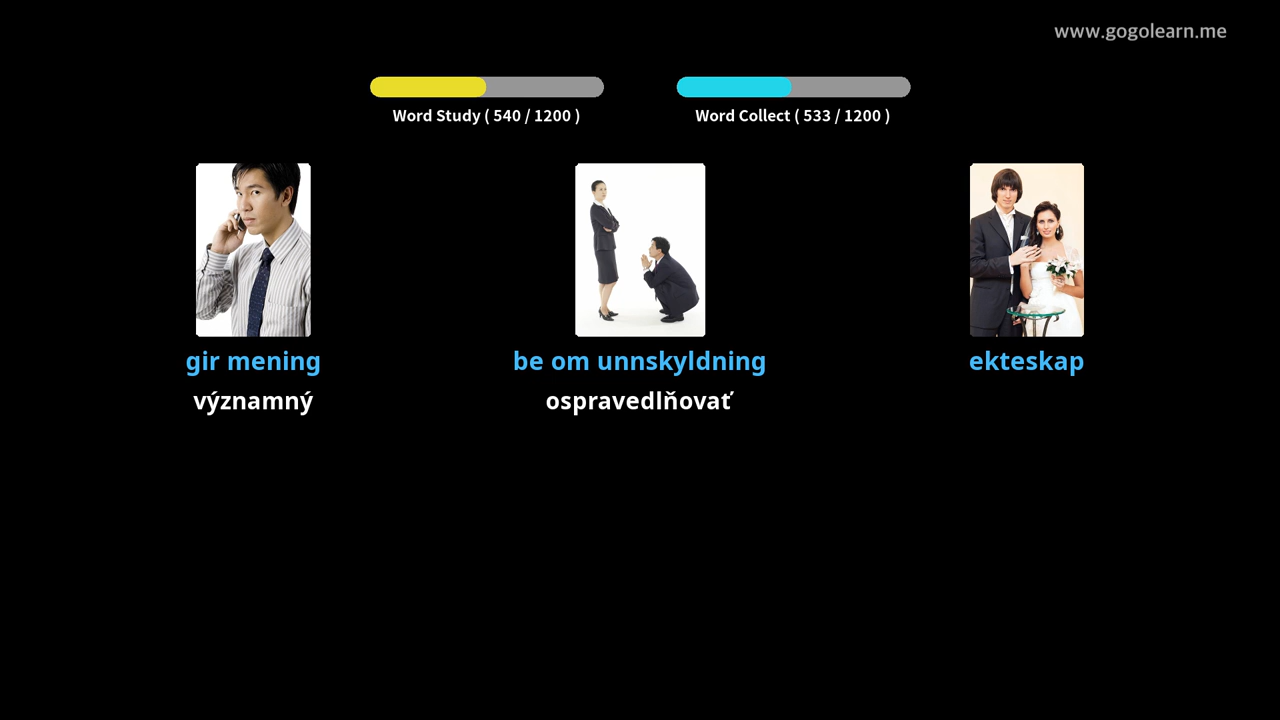 www.gogolearn.me
Word Study ( 540 / 1200 )
Word Collect ( 533 / 1200 )
gir mening
be om unnskyldning
ekteskap
významný
ospravedlňovať